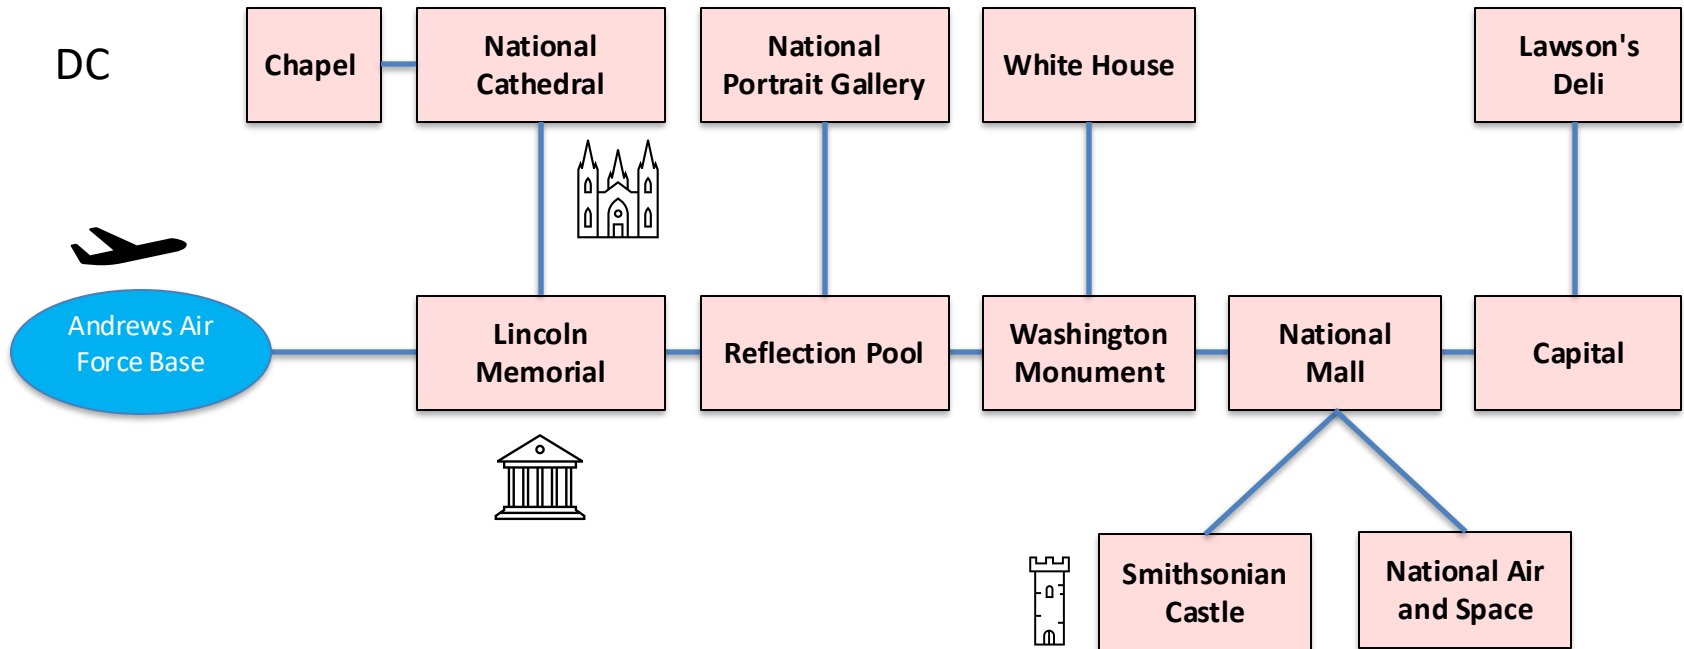 DC
Chapel
National
Cathedral
National
Portrait Gallery
White House
Lawson's
Deli
Andrews Air
Force Base
Lincoln
Memorial
Reflection Pool
Washington
Monument
National
Mall
Capital
Smithsonian
Castle
National Air
and Space